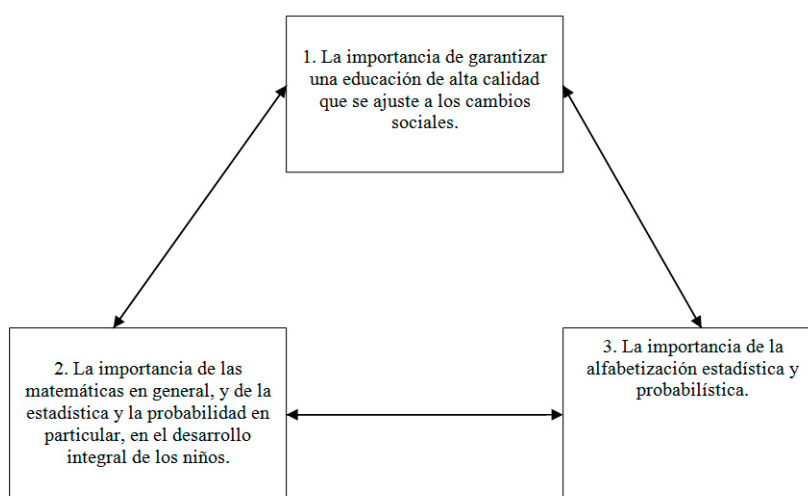 1. La importancia de garantizar
una educación de alta calidad
que se ajuste a los cambios
sociales.
2. La importancia de las
matemáticas en general, y de la
estadística y la probabilidad en
particular, en el desarrollo
integral de los niños.
3. La importancia de la
alfabetización estadística y
probabilística.